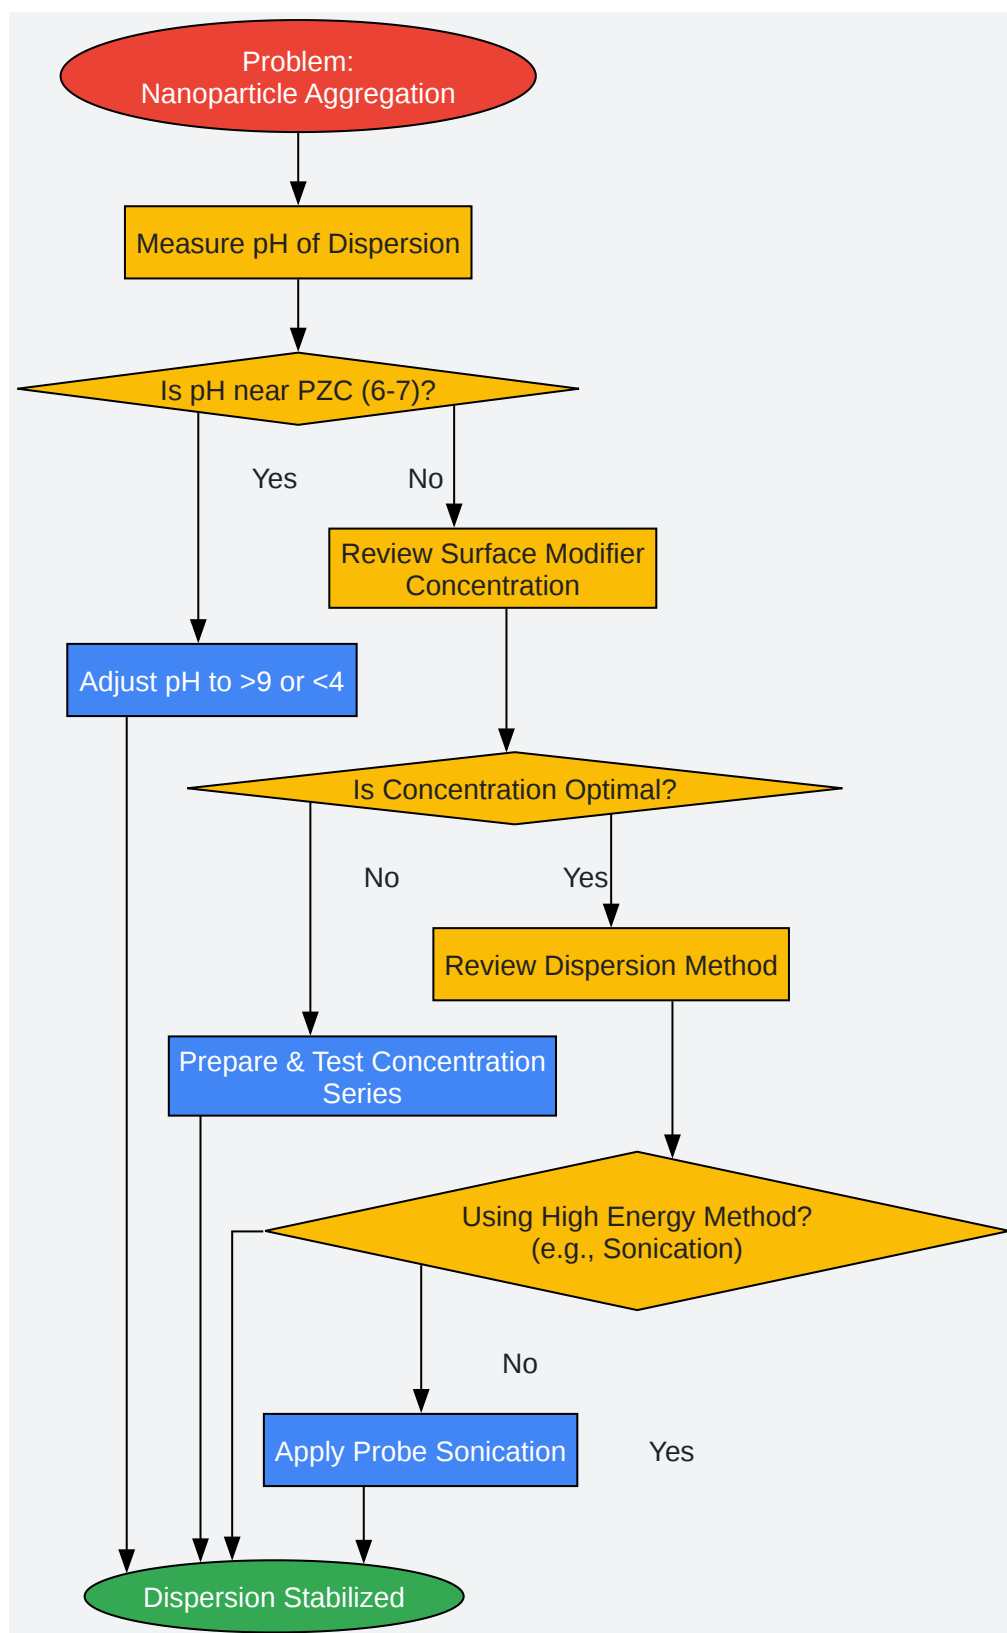 Problem:
Nanoparticle Aggregation
Measure pH of Dispersion
Is pH near PZC (6-7)?
Yes
No
Review Surface Modifier
Concentration
Adjust pH to >9 or <4
Is Concentration Optimal?
No
Yes
Review Dispersion Method
Prepare & Test Concentration
Series
Using High Energy Method?
(e.g., Sonication)
No
Apply Probe Sonication
Yes
Dispersion Stabilized